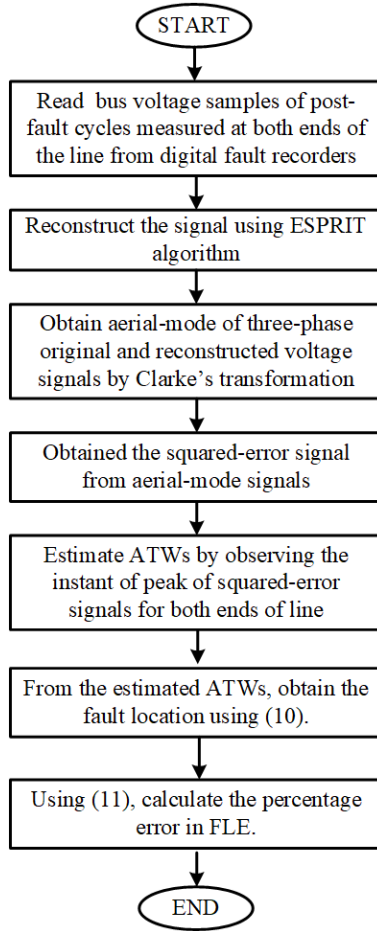 START
Read bus voltage samples of post-
fault cycles measured at both ends of
the line from digital fault recorders
Reconstruct the signal using ESPRIT
algorithm
Obtain aerial-mode of three-phase
original and reconstructed voltage
signals by Clarke's transformation
Obtained the squared-error signal
from aerial-mode signals
Estimate ATWs by observing the
instant of peak of squared-error
signals for both ends of line
From the estimated ATWs, obtain the
fault location using (10).
Using (11), calculate the percentage
error in FLE.
END